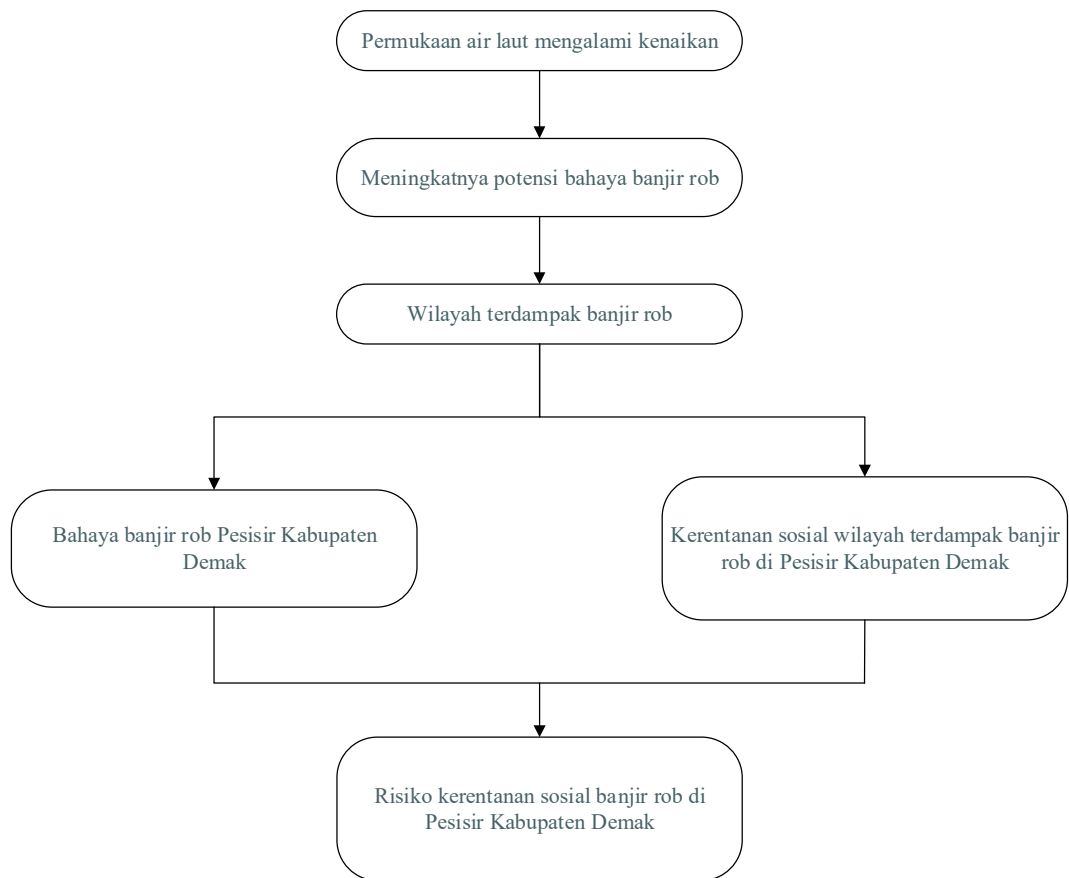 Permukaan air laut mengalami kenaikan
Meningkatnya potensi bahaya banjir rob
Wilayah terdampak banjir rob
Bahaya banjir rob Pesisir Kabupaten
Demak
Kerentanan sosial wilayah terdampak banjir
rob di Pesisir Kabupaten Demak
Risiko kerentanan sosial banjir rob di
Pesisir Kabupaten Demak